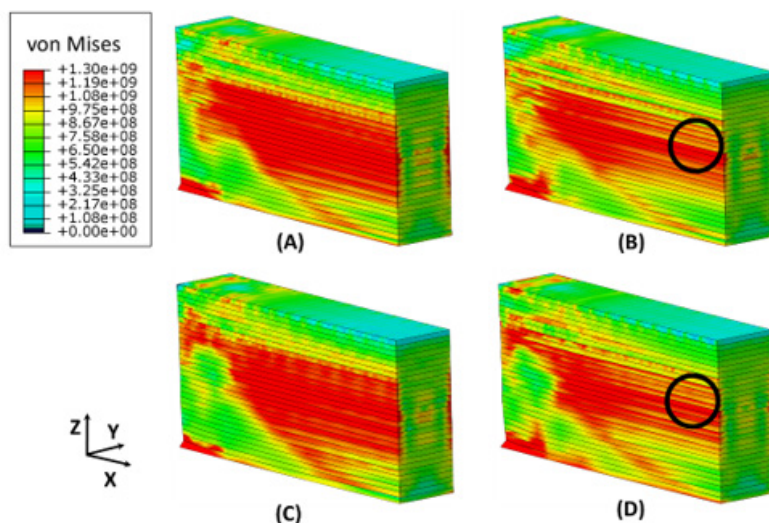 von Mises
+1.30e+09
+1.19e+09
+1.08e+09
+9.75e+08
+8.67e+08
+7.58e+08
+6.50e+08
+5.42e+08
+4.33e+08
+3.25e+08
+2.17e+08
+1.08e+08
+0.00e+00
(A)
(B)
(C)
(D)
Z
Y
X